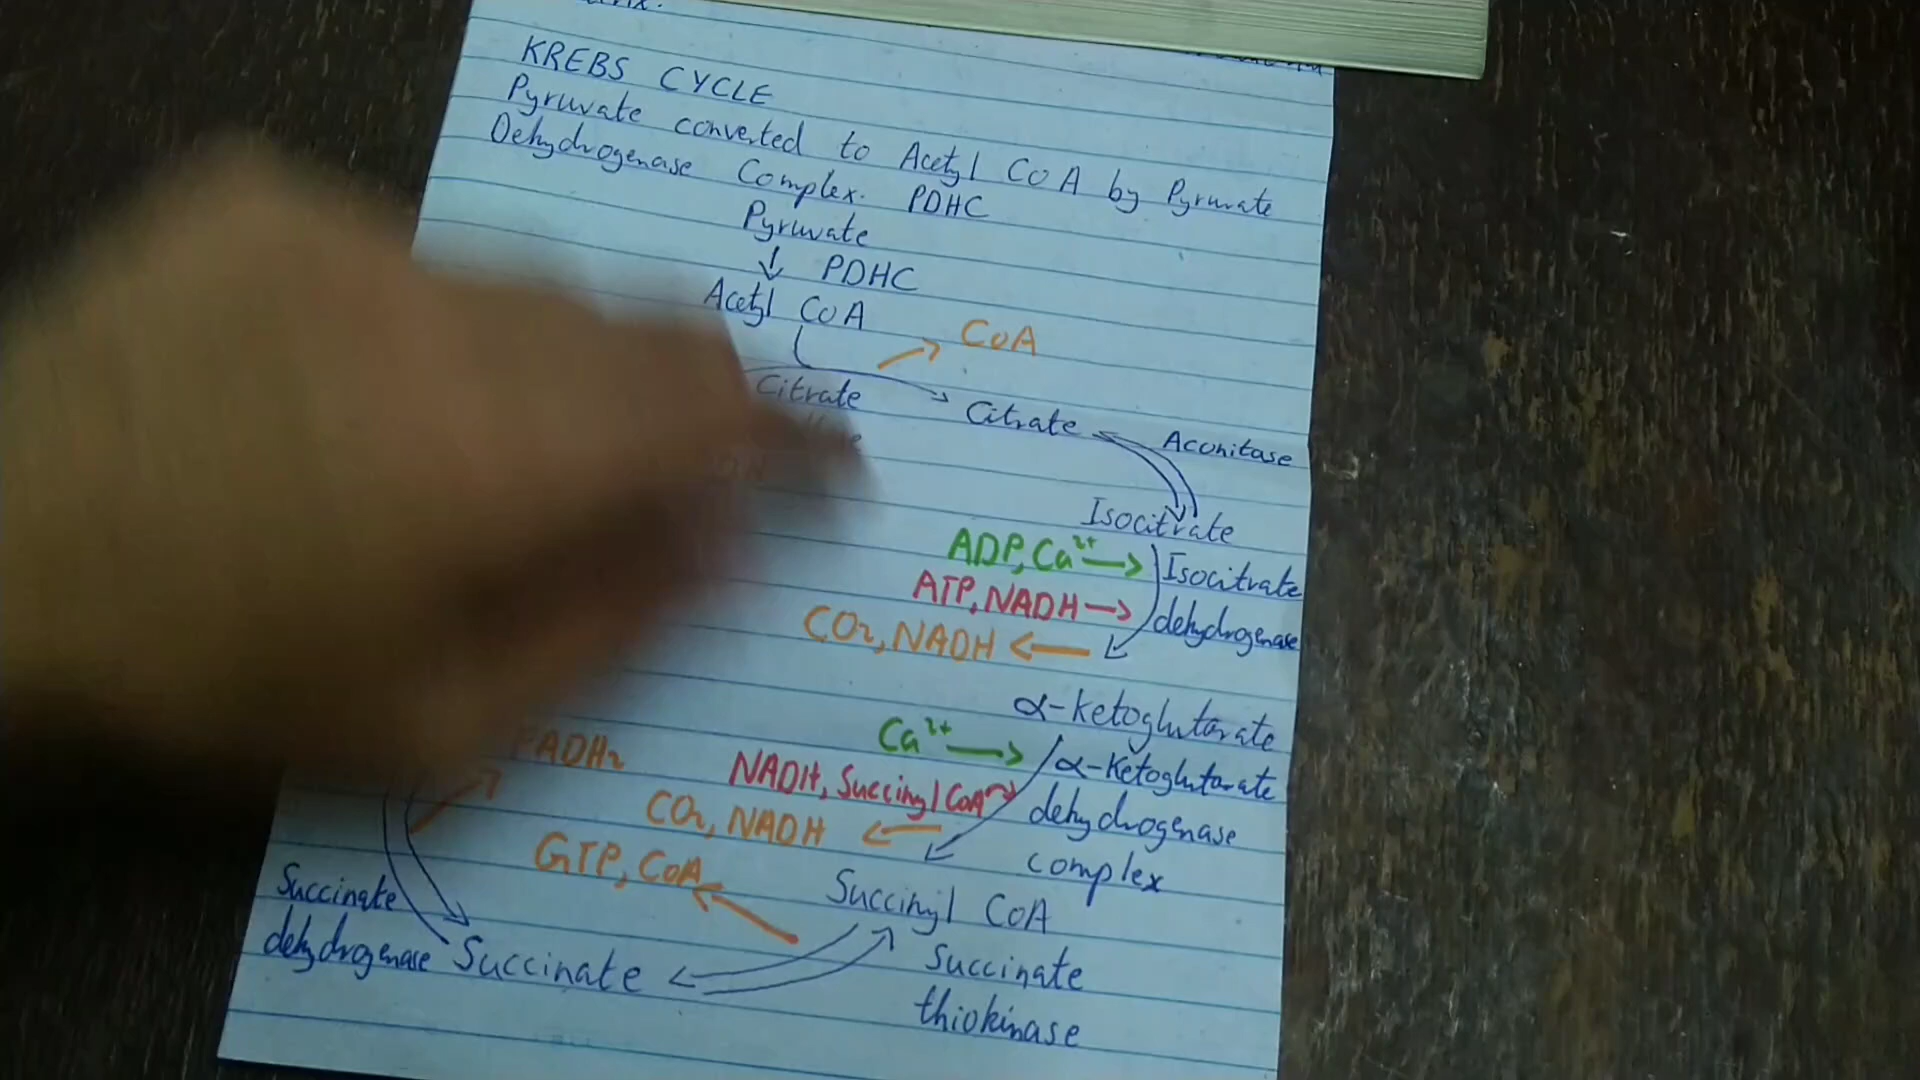 KREBS CYCLE
Pyruvate converted to Acetyl CoA by Pyruvate
Dehydrogenase Complex. PDHC
Pyruvate
↓ PDHC
Acetyl CoA
CoA
Citrate
Citrate
Aconitase
Isocitrate
ADP, Ca²⁺ →
Isocitrate
ATP, NADH →
dehydrogenase
CO₂, NADH ←
α-ketoglutarate
Ca²⁺ →
α-Ketoglutarate
NADH, Succinyl CoA →
dehydrogenase
CO₂, NADH ←
complex
FADH₂
GTP, CoA
Succinyl CoA
Succinate
dehydrogenase
Succinate
Succinate
thiokinase